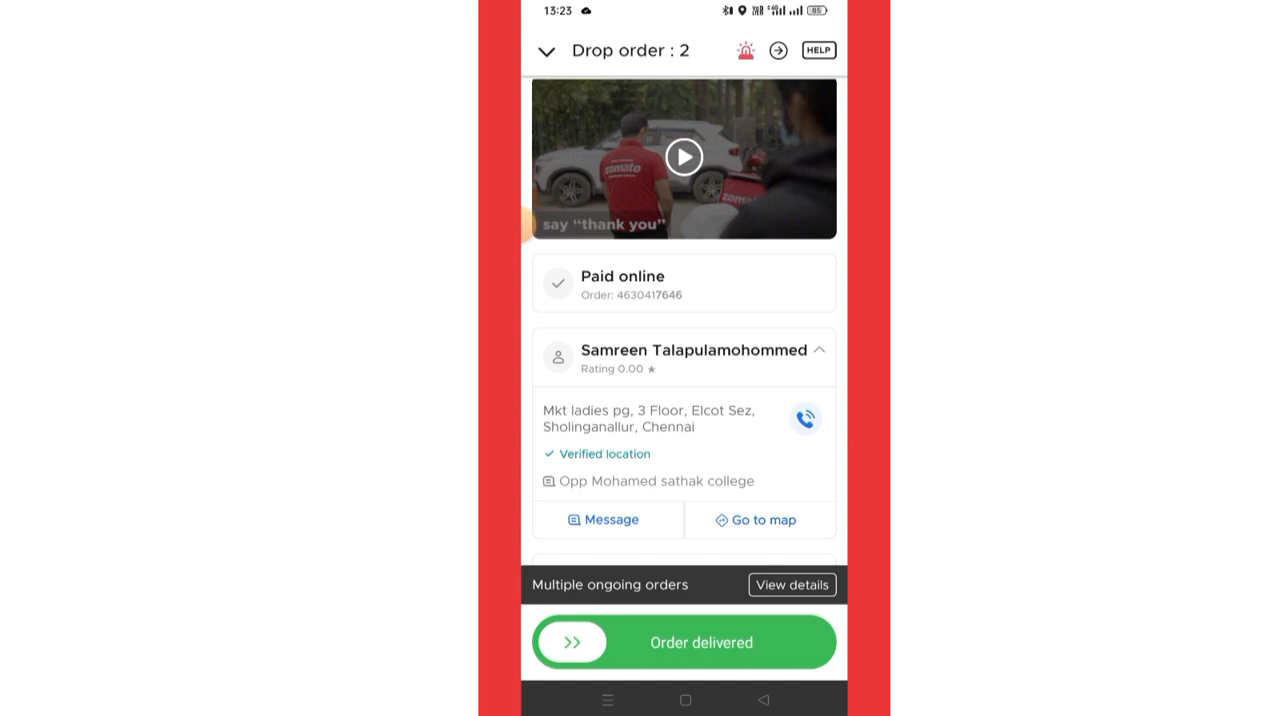 13:23
85
Drop order : 2
HELP
zomato
say “thank you”
Paid online
Order: 4630417646
Samreen Talapulamohommed
Rating 0.00 ★
Mkt ladies pg, 3 Floor, Elcot Sez,
Sholinganallur, Chennai
Verified location
Opp Mohamed sathak college
Message
Go to map
Multiple ongoing orders
View details
Order delivered